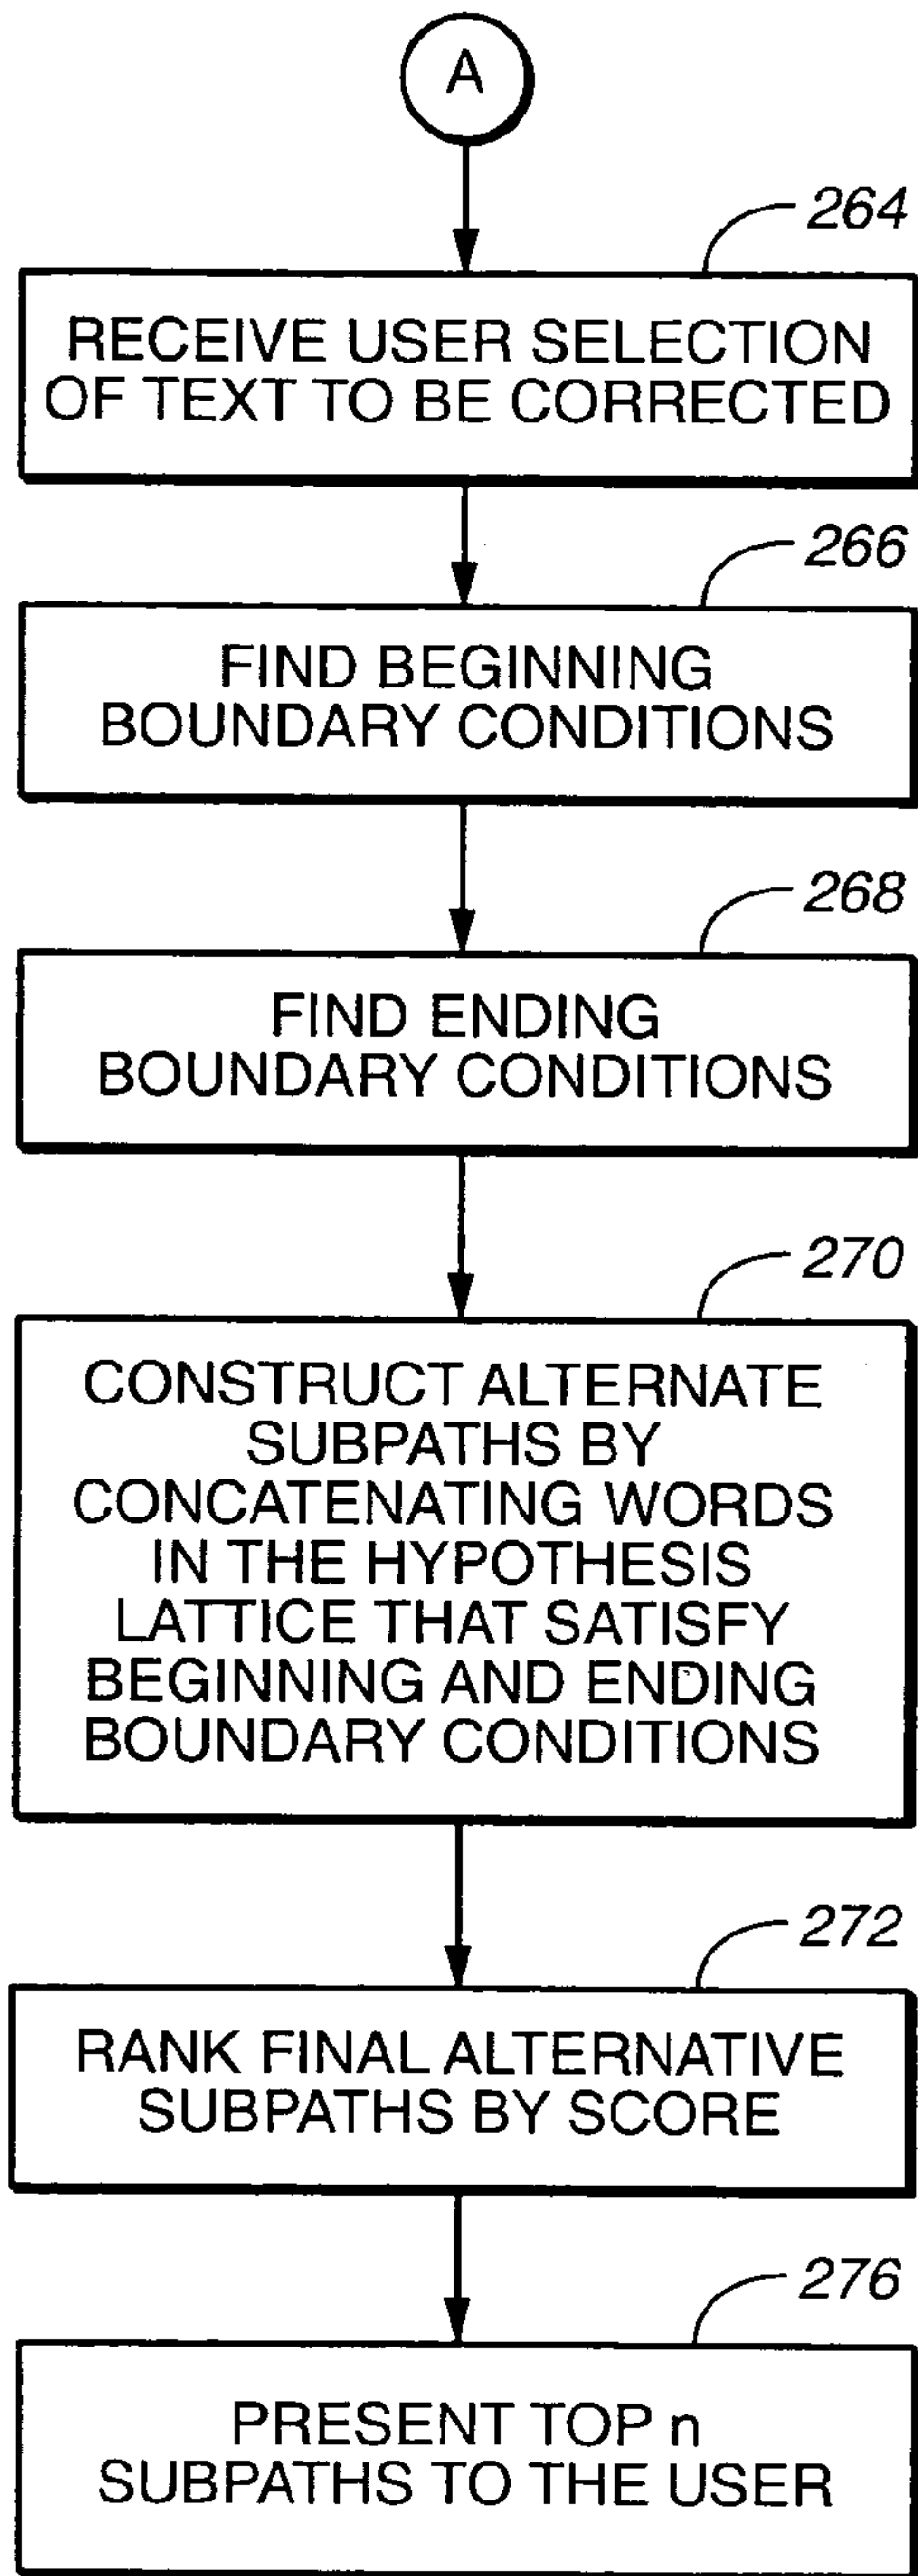 A
264
RECEIVE USER SELECTION
OF TEXT TO BE CORRECTED
266
FIND BEGINNING
BOUNDARY CONDITIONS
268
FIND ENDING
BOUNDARY CONDITIONS
270
CONSTRUCT ALTERNATE
SUBPATHS BY
CONCATENATING WORDS
IN THE HYPOTHESIS
LATTICE THAT SATISFY
BEGINNING AND ENDING
BOUNDARY CONDITIONS
272
RANK FINAL ALTERNATIVE
SUBPATHS BY SCORE
276
PRESENT TOP n
SUBPATHS TO THE USER